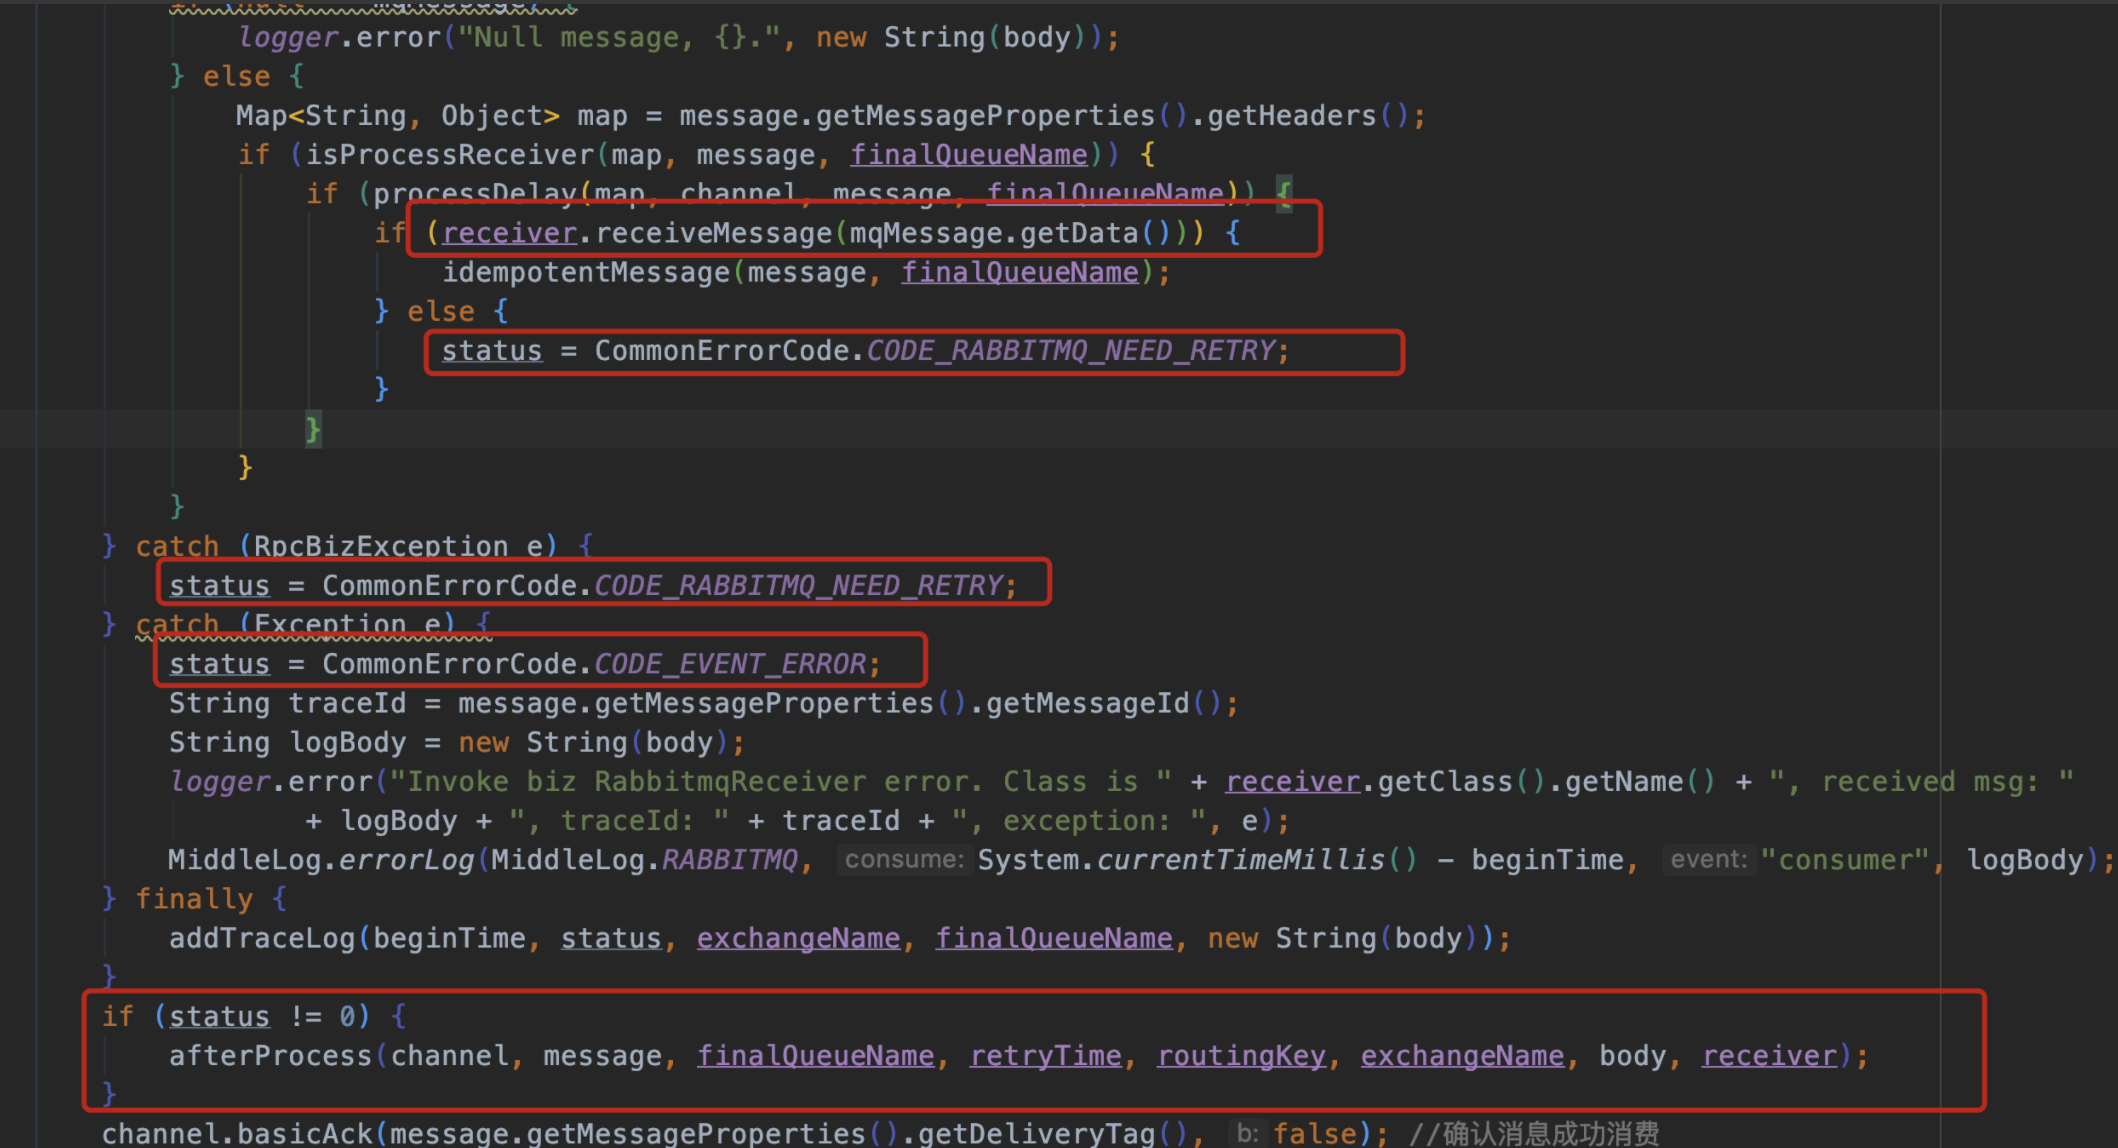 if (null == mqMessage) {
logger.error("Null message, {}.", new String(body));
} else {
Map<String, Object> map = message.getMessageProperties().getHeaders();
if (isProcessReceiver(map, message, finalQueueName)) {
if (processDelay(map, channel, message, finalQueueName)) {
if (receiver.receiveMessage(mqMessage.getData())) {
idempotentMessage(message, finalQueueName);
} else {
status = CommonErrorCode.CODE_RABBITMQ_NEED_RETRY;
}
}
}
}
} catch (RpcBizException e) {
status = CommonErrorCode.CODE_RABBITMQ_NEED_RETRY;
} catch (Exception e) {
status = CommonErrorCode.CODE_EVENT_ERROR;
String traceId = message.getMessageProperties().getMessageId();
String logBody = new String(body);
logger.error("Invoke biz RabbitmqReceiver error. Class is " + receiver.getClass().getName() + ", received msg: "
+ logBody + ", traceId: " + traceId + ", exception: ", e);
MiddleLog.errorLog(MiddleLog.RABBITMQ, consume: System.currentTimeMillis() - beginTime, event: "consumer", logBody);
} finally {
addTraceLog(beginTime, status, exchangeName, finalQueueName, new String(body));
}
if (status != 0) {
afterProcess(channel, message, finalQueueName, retryTime, routingKey, exchangeName, body, receiver);
}
channel.basicAck(message.getMessageProperties().getDeliveryTag(), b: false); //确认消息成功消费